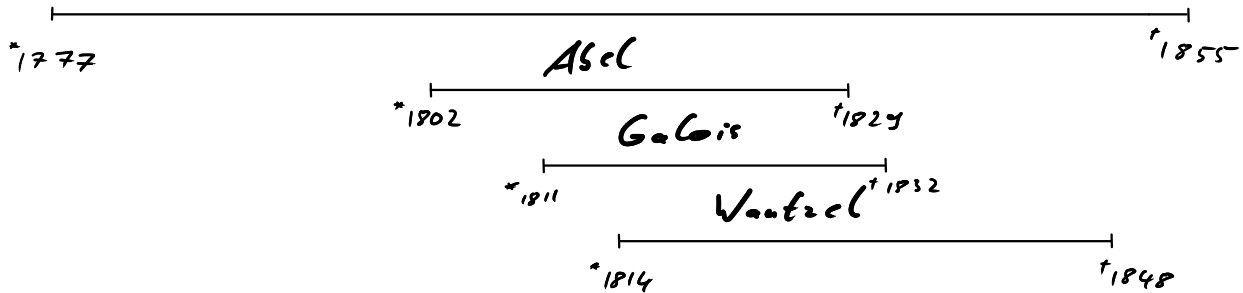 *1777 †1855
Abel
*1802 †1829
Galois
*1811 †1832
Wantzel
*1814 †1848